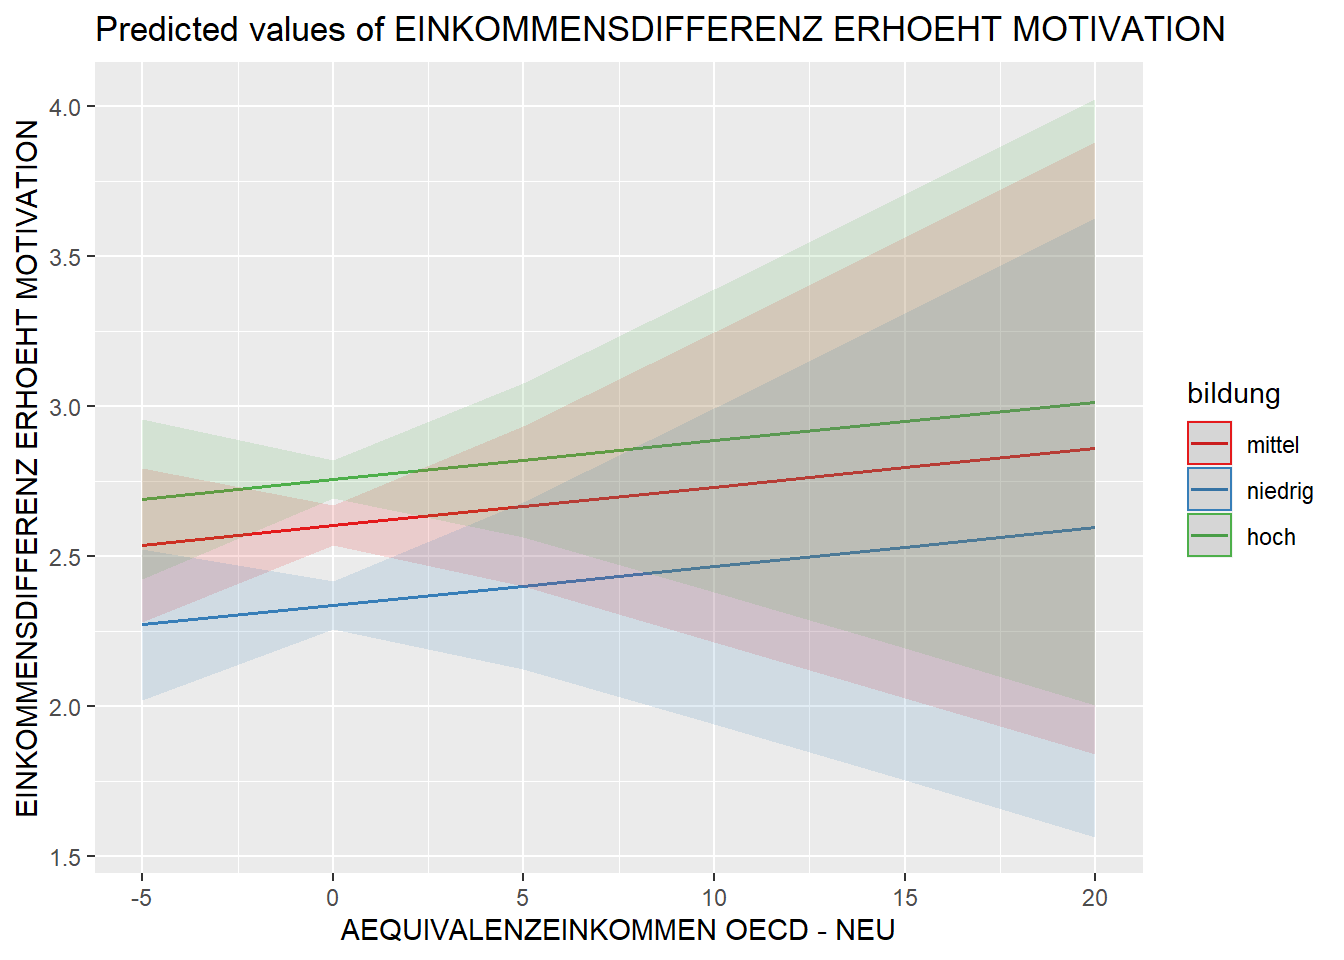 Predicted values of EINKOMMENSDIFFERENZ ERHOEHT MOTIVATION
EINKOMMENSDIFFERENZ ERHOEHT MOTIVATION
4.0
3.5
3.0
2.5
2.0
1.5
-5
0
5
10
15
20
AEQUIVALENZEINKOMMEN OECD - NEU
bildung
mittel
niedrig
hoch